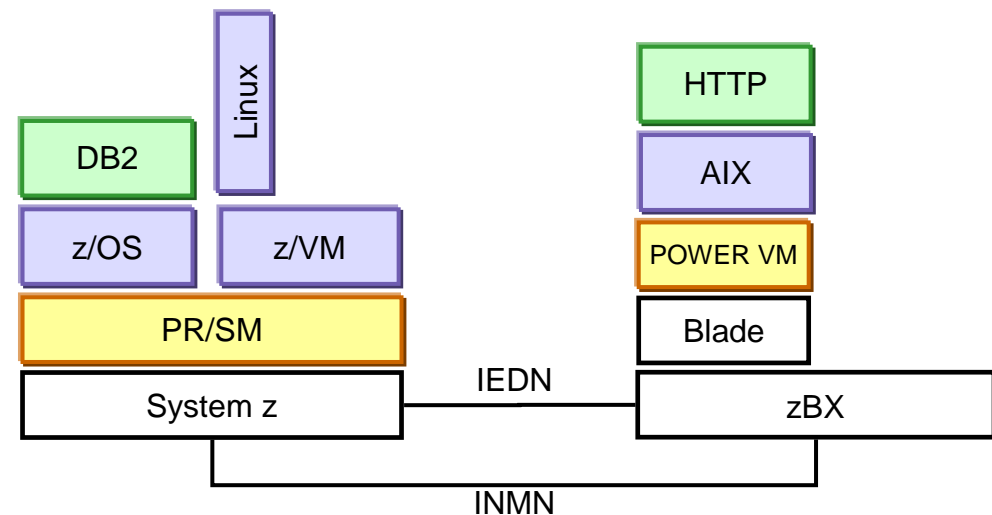 Linux
HTTP
DB2
AIX
z/OS
z/VM
POWER VM
PR/SM
Blade
IEDN
System z
zBX
INMN